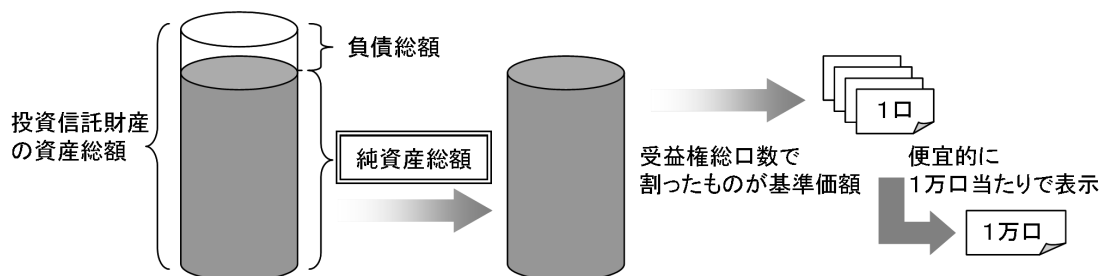 負債総額
投資信託財産
の資産総額
純資産総額
受益権総口数で
割ったものが基準価額
1口
便宜的に
1万口当たりで表示
1万口